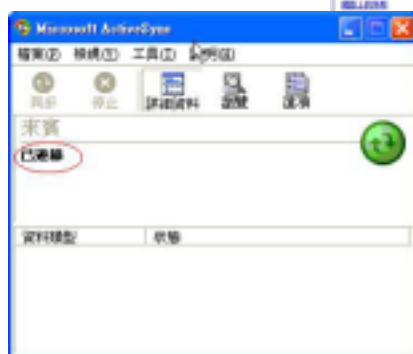 Microsoft ActiveSync
檔案(F) 檢視(V) 工具(T) 說明(H)
同步 停止 詳細資料 瀏覽 選項
來賓
已連線
資料類型 狀態